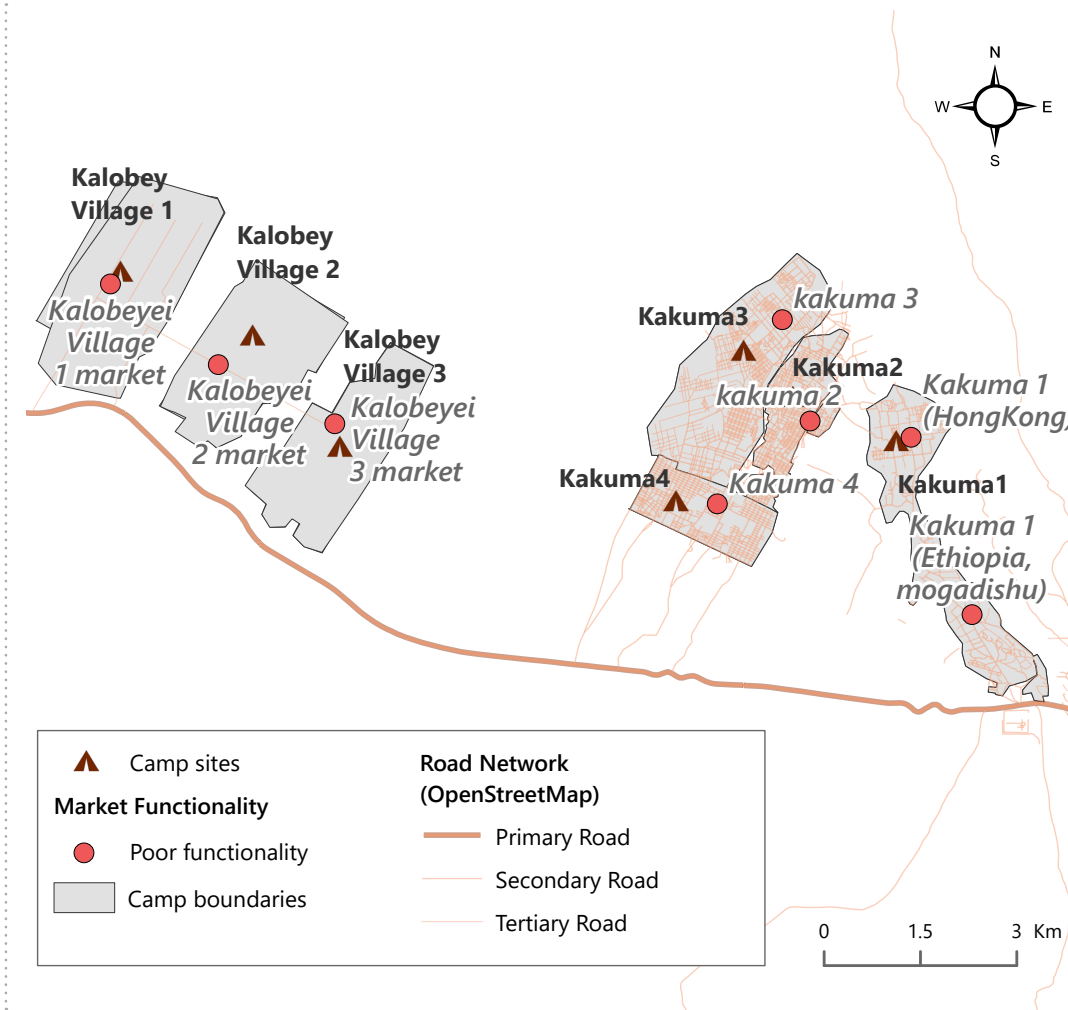 N
W
E
S
Kalobey
Village 1
Kalobey
Village 2
Kalobey
Village 3
Kalobeyei
Village
1 market
Kalobeyei
Village
2 market
Kalobeyei
Village
3 market
Kakuma3
kakuma 3
Kakuma2
kakuma 2
Kakuma 1
(HongKong)
Kakuma4
Kakuma 4
Kakuma1
Kakuma 1
(Ethiopia,
mogadishu)
Camp sites
Market Functionality
Poor functionality
Camp boundaries
Road Network
(OpenStreetMap)
Primary Road
Secondary Road
Tertiary Road
0 1.5 3 Km